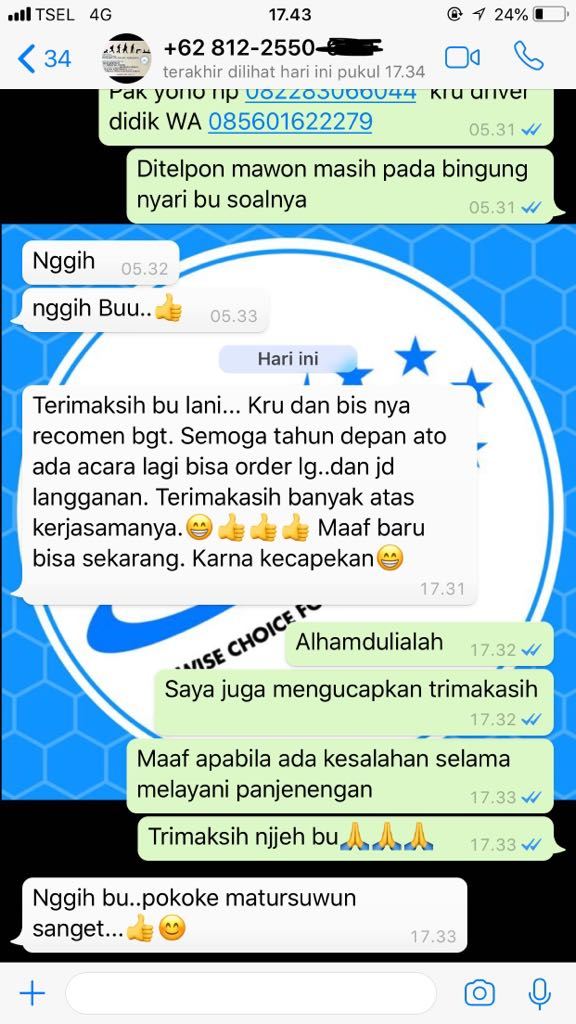 TSEL 4G 17.43 24%
34 +62 812-2550-
terakhir dilihat hari ini pukul 17.34
Pak yono hp 082283066044 kru driver
didik WA 085601622279 05.31
Ditelpon mawon masih pada bingung
nyari bu soalnya 05.31
Nggih 05.32
nggih Buu..👍 05.33
Hari ini
Terimaksih bu lani... Kru dan bis nya
recomen bgt. Semoga tahun depan ato
ada acara lagi bisa order lg..dan jd
langganan. Terimakasih banyak atas
kerjasamanya.😁👍👍👍 Maaf baru
bisa sekarang. Karna kecapekan😁
17.31
WISE CHOICE FO
Alhamdulialah 17.32
Saya juga mengucapkan trimakasih
17.32
Maaf apabila ada kesalahan selama
melayani panjenengan 17.33
Trimaksih njjeh bu🙏🙏🙏 17.33
Nggih bu..pokoke matursuwun
sanget...👍😊 17.33